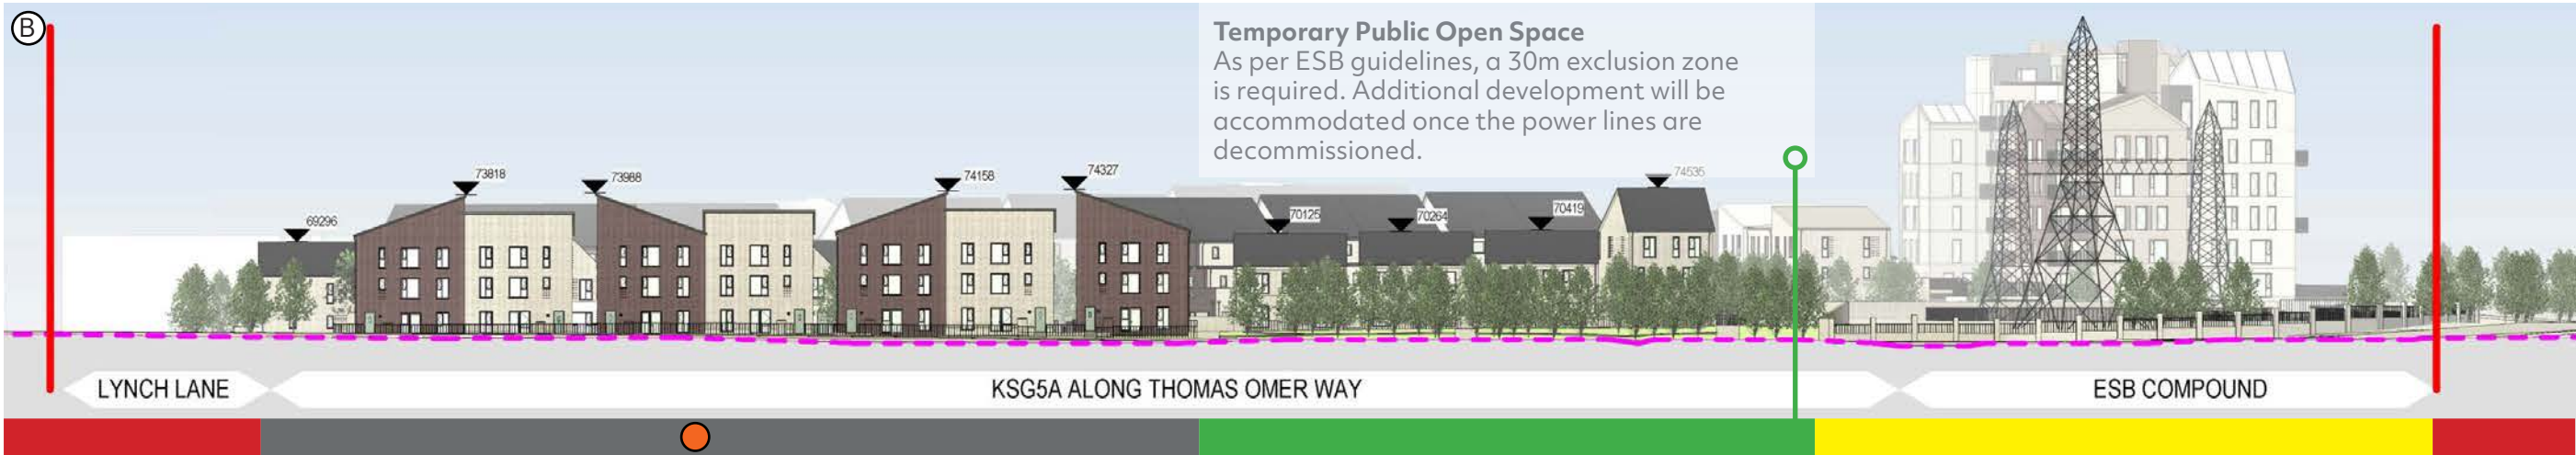 B
Temporary Public Open Space
As per ESB guidelines, a 30m exclusion zone
is required. Additional development will be
accommodated once the power lines are
decommissioned.
69296
73818
73988
74158
74327
70125
70264
70419
74535
LYNCH LANE
KSG5A ALONG THOMAS OMER WAY
ESB COMPOUND